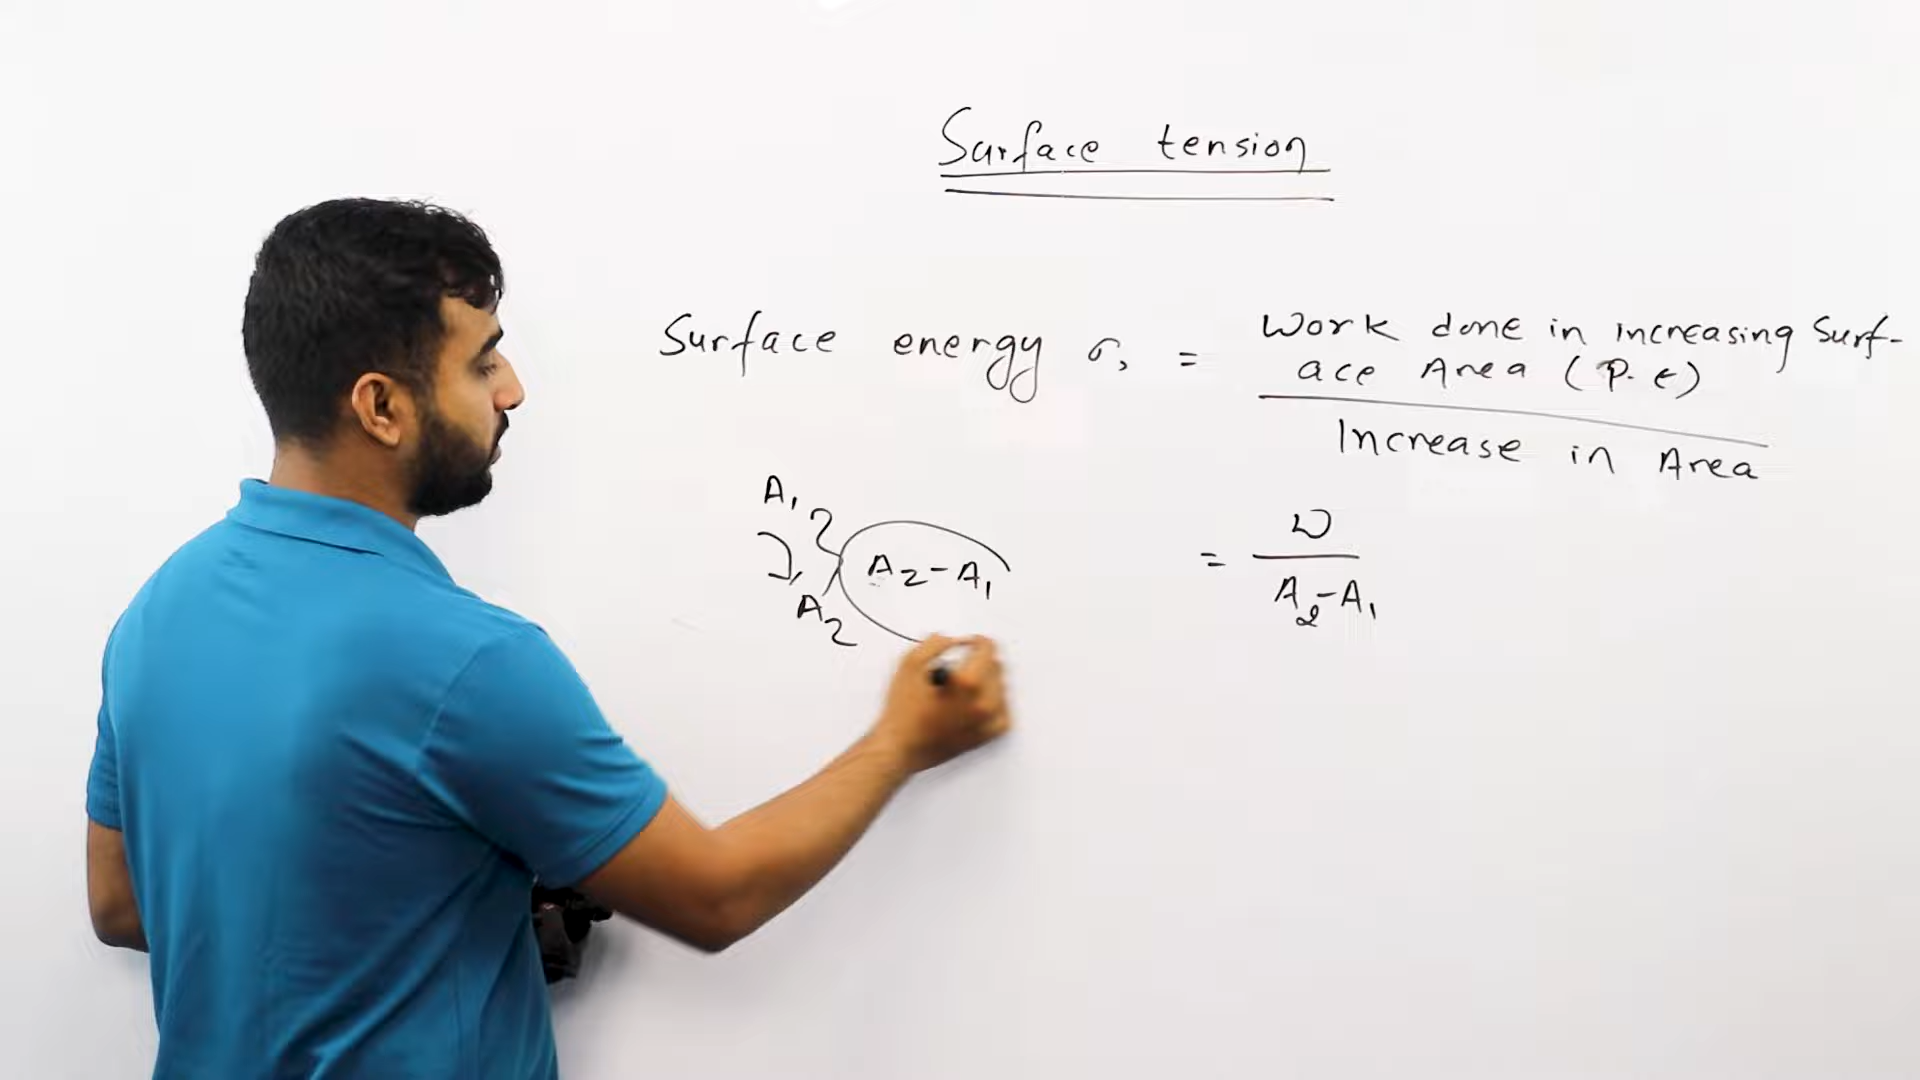 Surface tension
Surface energy σ, = Work done in increasing Surf-
ace Area (P.E)
Increase in Area
A₁
A₂ - A₁
A₂
= W
A₂ - A₁